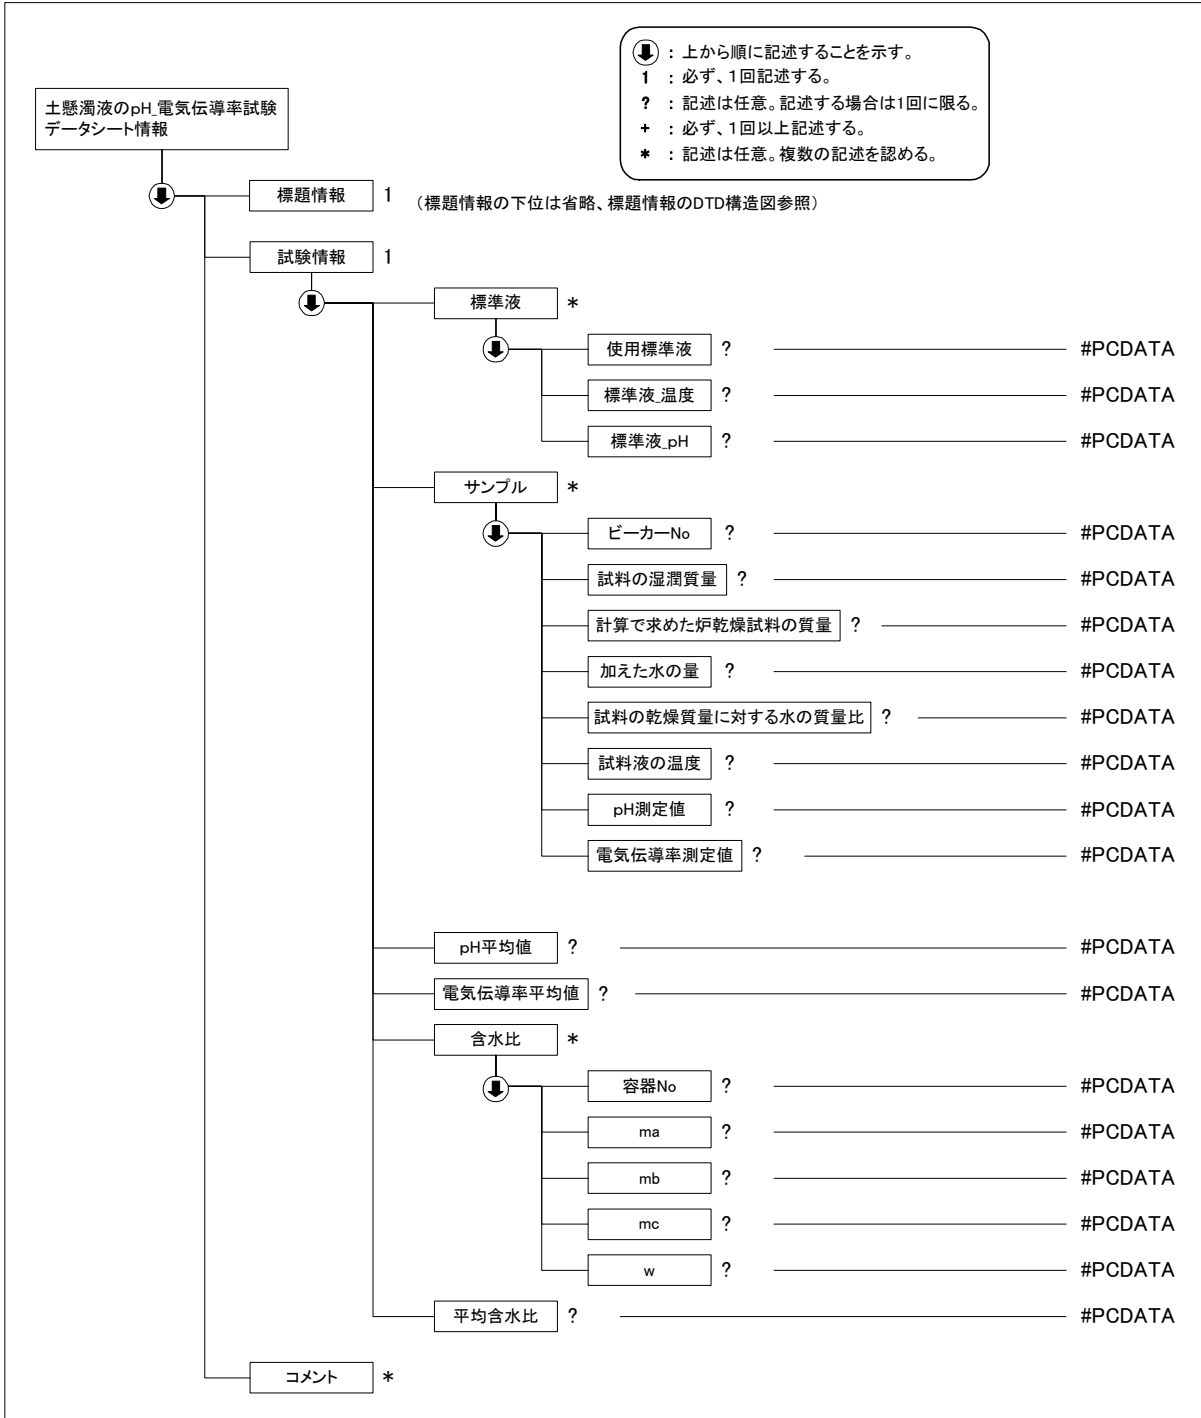 : 上から順に記述することを示す。
1 : 必ず、1回記述する。
? : 記述は任意。記述する場合は1回に限る。
+ : 必ず、1回以上記述する。
* : 記述は任意。複数の記述を認める。
土懸濁液のpH_電気伝導率試験
データシート情報
標題情報 1 (標題情報の下位は省略、標題情報のDTD構造図参照)
試験情報 1
標準液 *
使用標準液 ? #PCDATA
標準液_温度 ? #PCDATA
標準液_pH ? #PCDATA
サンプル *
ビーカーNo ? #PCDATA
試料の湿潤質量 ? #PCDATA
計算で求めた炉乾燥試料の質量 ? #PCDATA
加えた水の量 ? #PCDATA
試料の乾燥質量に対する水の質量比 ? #PCDATA
試料液の温度 ? #PCDATA
pH測定値 ? #PCDATA
電気伝導率測定値 ? #PCDATA
pH平均値 ? #PCDATA
電気伝導率平均値 ? #PCDATA
含水比 *
容器No ? #PCDATA
ma ? #PCDATA
mb ? #PCDATA
mc ? #PCDATA
w ? #PCDATA
平均含水比 ? #PCDATA
コメント *